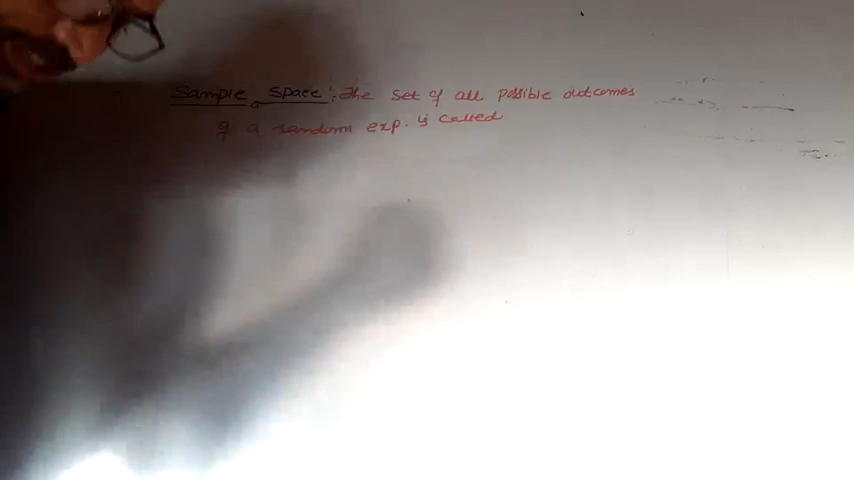 Sample Space : The set of all possible outcomes
of a random exp. is called